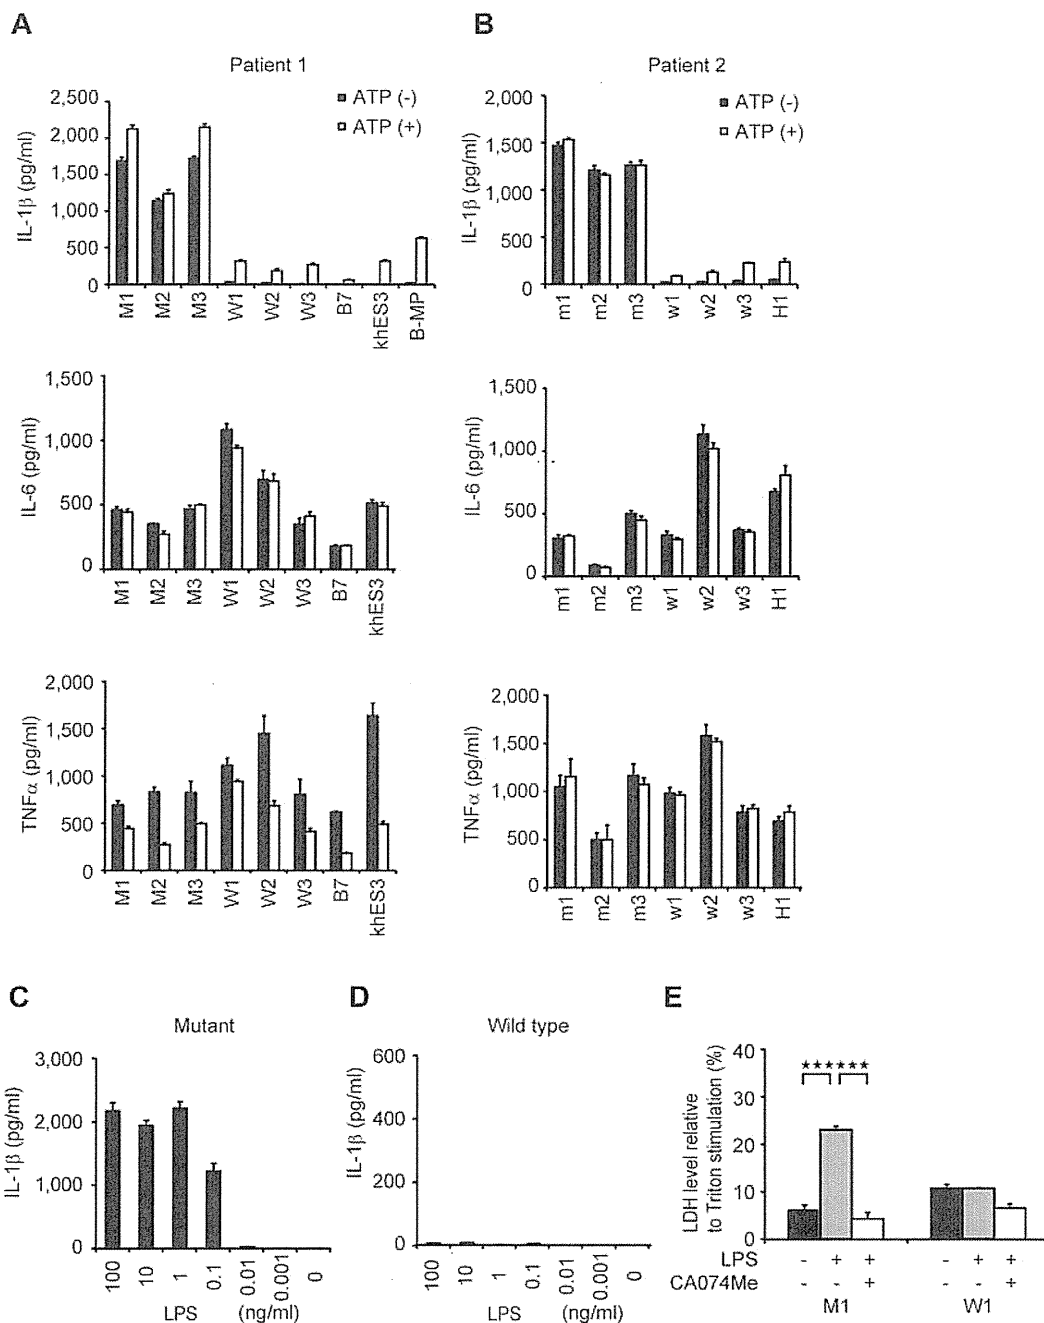 A
Patient 1
ATP (-)
ATP (+)
IL-1β (pg/ml)
2,500
2,000
1,500
1,000
500
0
M1 M2 M3 W1 W2 W3 B7 khES3 B-MP
B
Patient 2
ATP (-)
ATP (+)
IL-1β (pg/ml)
2,000
1,500
1,000
500
0
m1 m2 m3 w1 w2 w3 H1
IL-6 (pg/ml)
1,500
1,000
500
0
M1 M2 M3 W1 W2 W3 B7 khES3
IL-6 (pg/ml)
1,500
1,000
500
0
m1 m2 m3 w1 w2 w3 H1
TNFα (pg/ml)
2,000
1,500
1,000
500
0
M1 M2 M3 W1 W2 W3 B7 khES3
TNFα (pg/ml)
2,000
1,500
1,000
500
0
m1 m2 m3 w1 w2 w3 H1
C
Mutant
IL-1β (pg/ml)
3,000
2,000
1,000
0
100 10 1 0.1 0.01 0.001 0
LPS (ng/ml)
D
Wild type
IL-1β (pg/ml)
600
400
200
0
100 10 1 0.1 0.01 0.001 0
LPS (ng/ml)
E
LDH level relative
to Triton stimulation (%)
40
30
20
10
0
★★★★★★
LPS - + + - + +
CA074Me - - + - - +
M1 W1